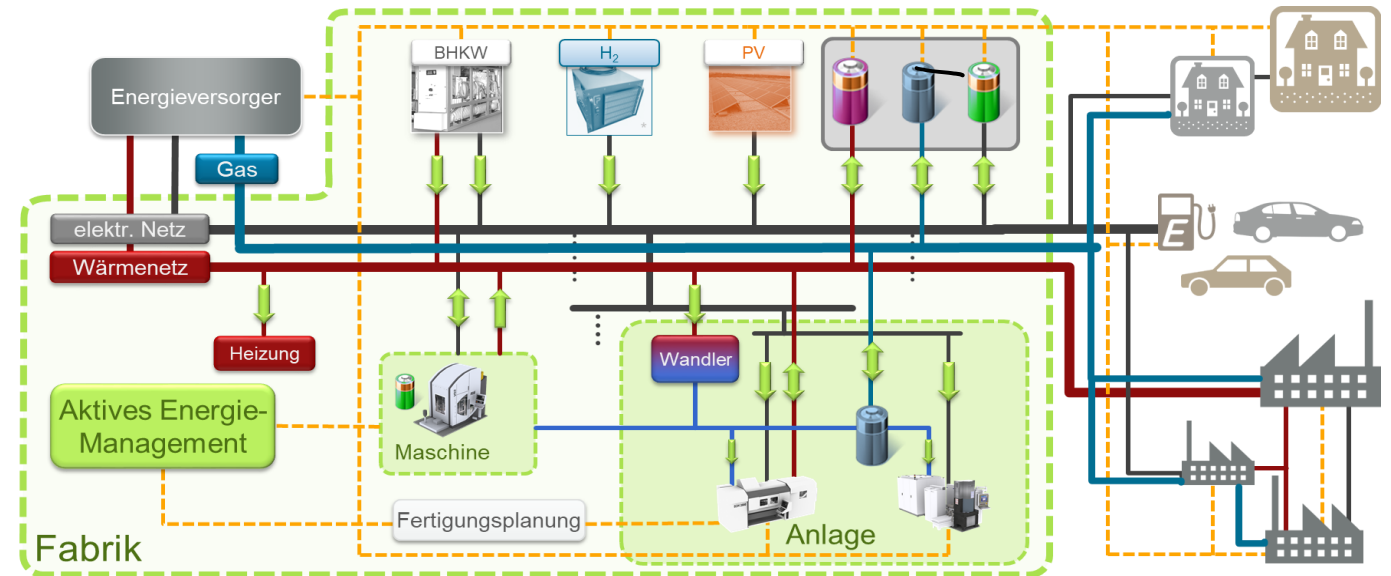 BHKW
H₂
PV
Energieversorger
Gas
elektr. Netz
Wärmenetz
E
Heizung
Wandler
Aktives Energie-
Management
Maschine
Fertigungsplanung
Anlage
Fabrik